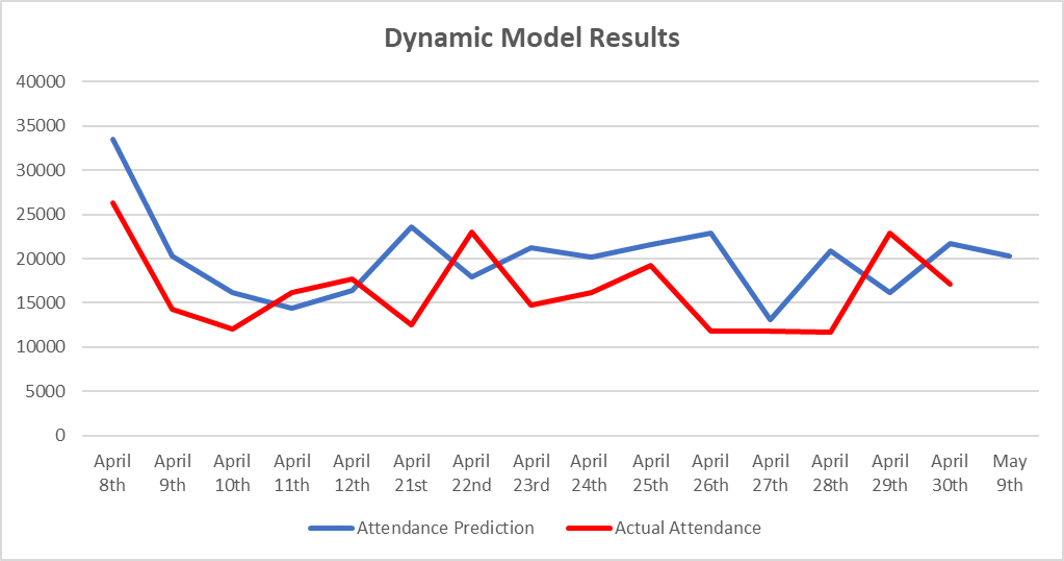 Dynamic Model Results
40000
35000
30000
25000
20000
15000
10000
5000
0
April April April April April April April April April April April April April April April May
8th 9th 10th 11th 12th 21st 22nd 23rd 24th 25th 26th 27th 28th 29th 30th 9th
Attendance Prediction Actual Attendance